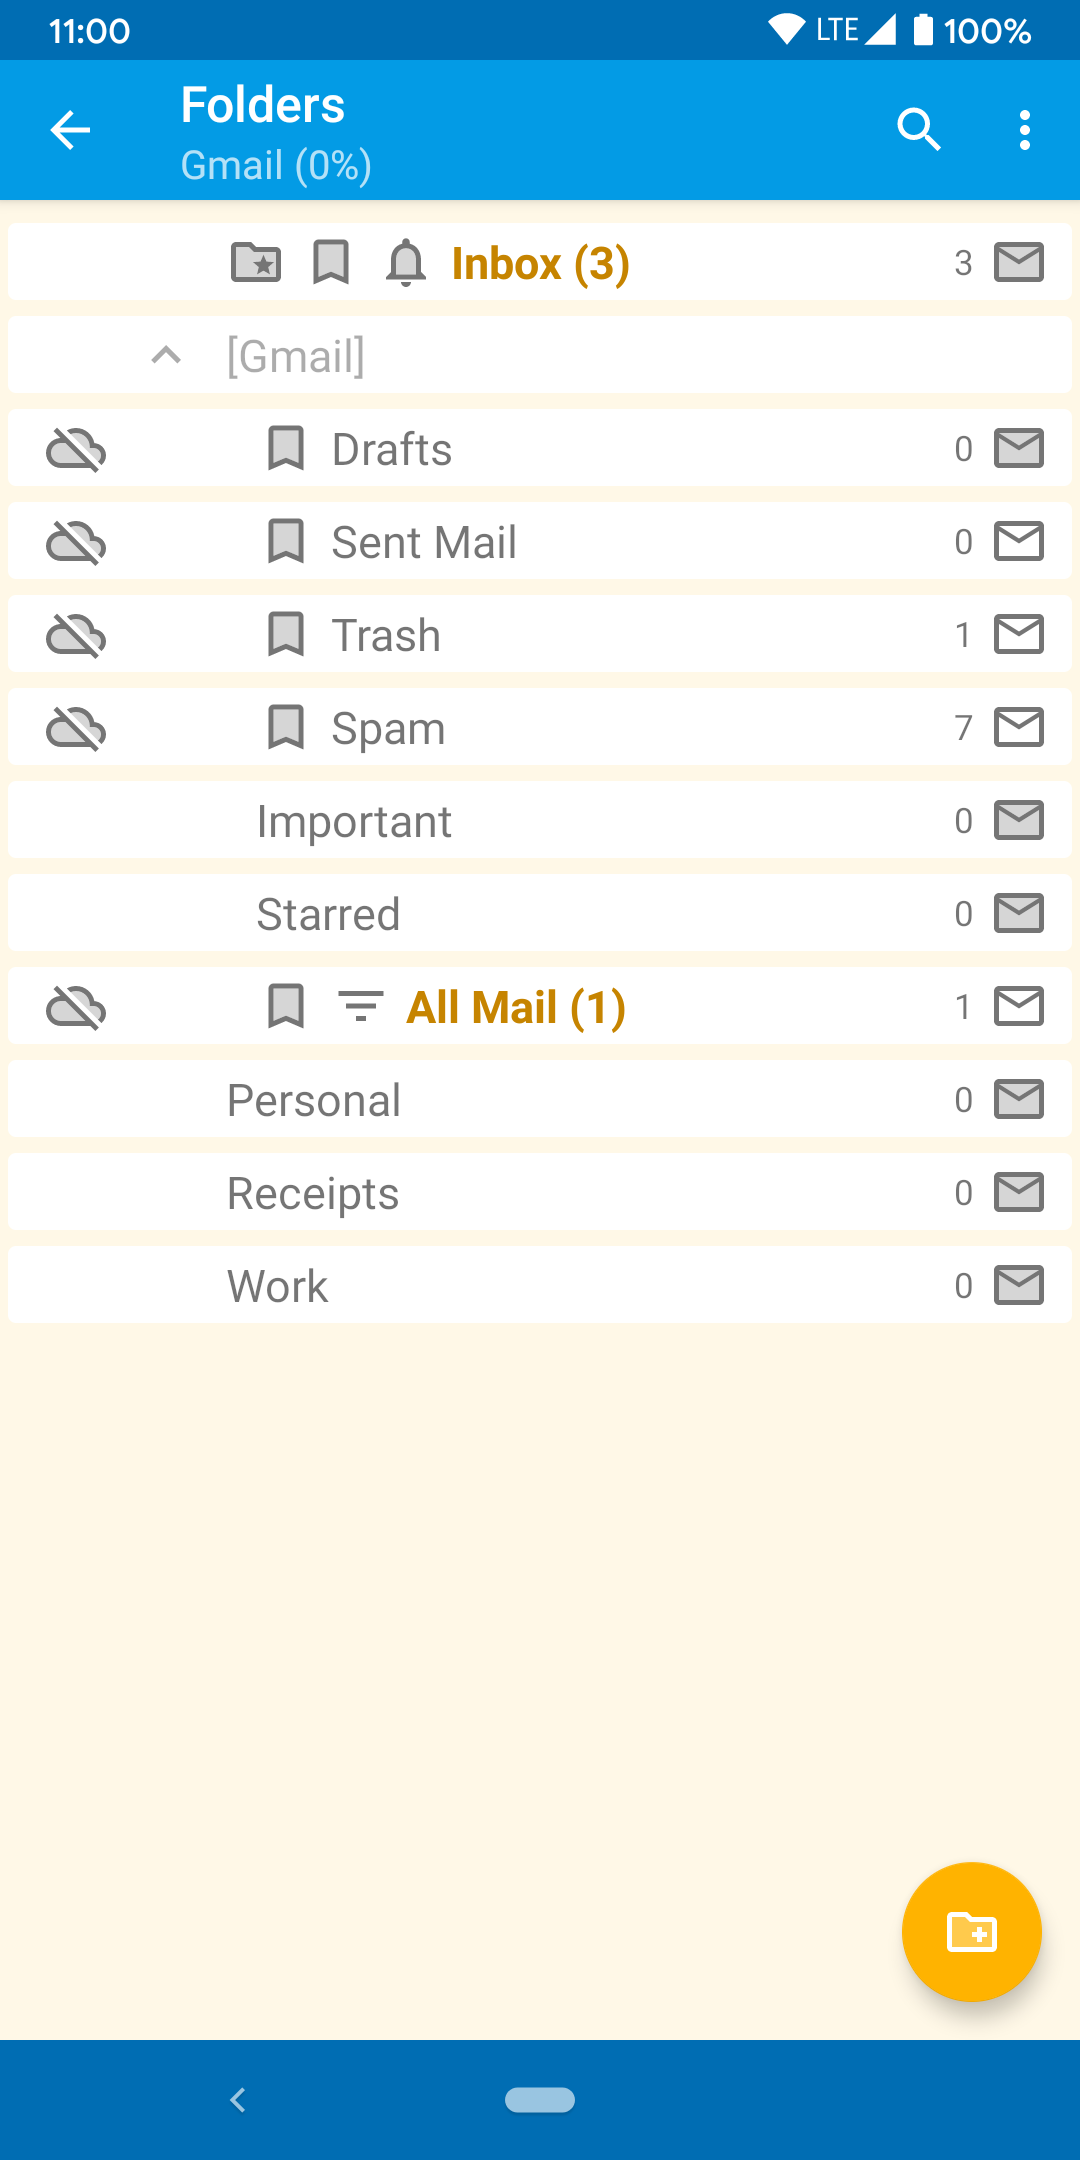 11:00 LTE 100%
Folders
Gmail (0%)
Inbox (3) 3
[Gmail]
Drafts 0
Sent Mail 0
Trash 1
Spam 7
Important 0
Starred 0
All Mail (1) 1
Personal 0
Receipts 0
Work 0